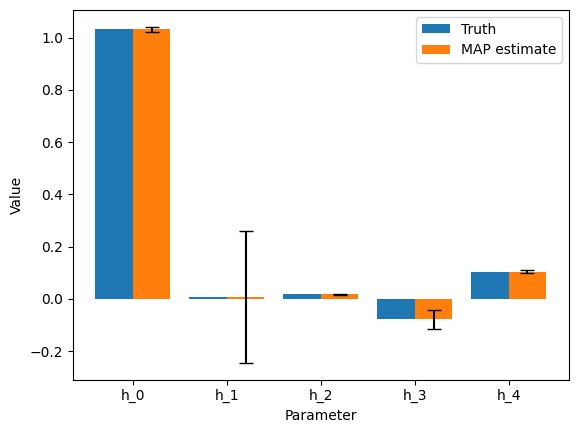 Truth
MAP estimate
1.0
0.8
0.6
0.4
0.2
0.0
−0.2
Value
h_0 h_1 h_2 h_3 h_4
Parameter